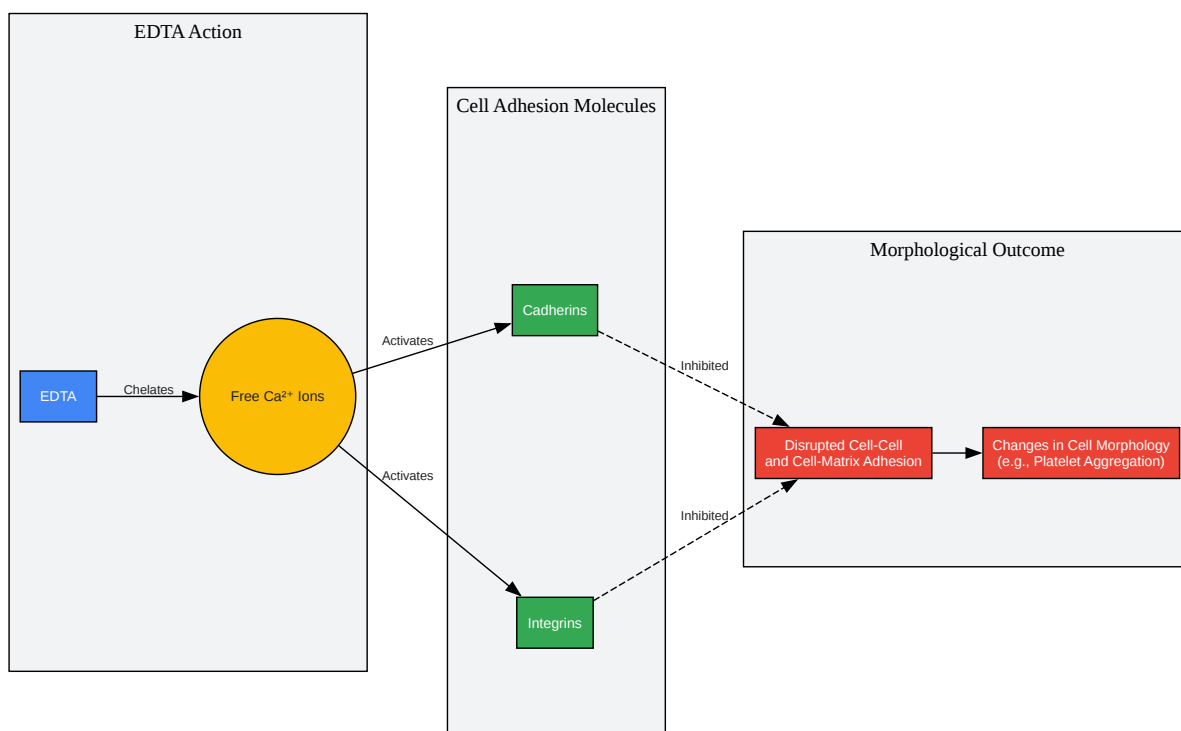 EDTA Action
Cell Adhesion Molecules
Morphological Outcome
EDTA
Chelates
Free Ca²⁺ Ions
Activates
Activates
Cadherins
Integrins
Inhibited
Inhibited
Disrupted Cell-Cell
and Cell-Matrix Adhesion
Changes in Cell Morphology
(e.g., Platelet Aggregation)